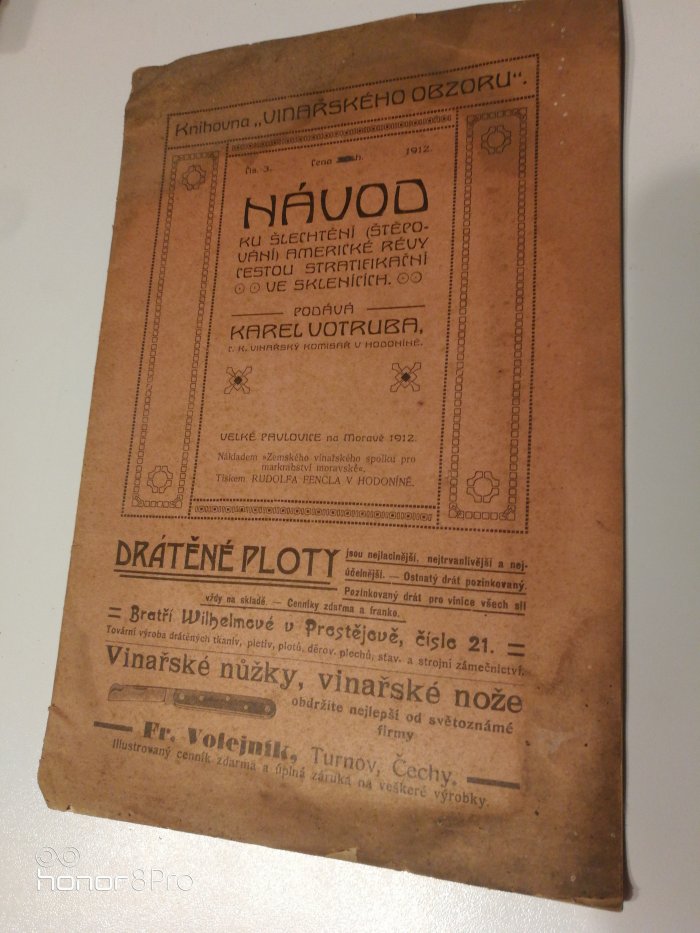 Knihovna „VINAŘSKÉHO OBZORU“.
Čís. 3. Cena h. 1912.
NÁVOD
KU ŠLECHTĚNÍ (ŠTĚPO-
VÁNÍ) AMERICKÉ RÉVY
CESTOU STRATIFIKAČNÍ
VE SKLENÍCÍCH.
PODÁVÁ
KAREL VOTRUBA,
C. K. VINAŘSKÝ KOMISAŘ V HODONÍNĚ.
VELKÉ PAVLOVICE na Moravě 1912.
Nákladem »Zemského vinařského spolku pro
markrabství moravské«.
Tiskem RUDOLFA FENCLA V HODONÍNĚ.
DRÁTĚNÉ PLOTY
jsou nejlacinější, nejtrvanlivější a nej-
účelnější. — Ostnatý drát pozinkovaný.
Pozinkovaný drát pro vinice všech sil
vždy na skladě. — Cenníky zdarma a franko.
= Bratří Wilhelmové v Prostějově, číslo 21. =
Tovární výroba drátěných tkaniv, pletiv, plotů, děrov. plechů, stav. a strojní zámečnictví.
Vinařské nůžky, vinařské nože
obdržíte nejlepší od světoznámé
firmy
— Fr. Volejník, Turnov, Čechy. —
Illustrovaný cenník zdarma a úplná záruka na veškeré výrobky.
honor 8 Pro